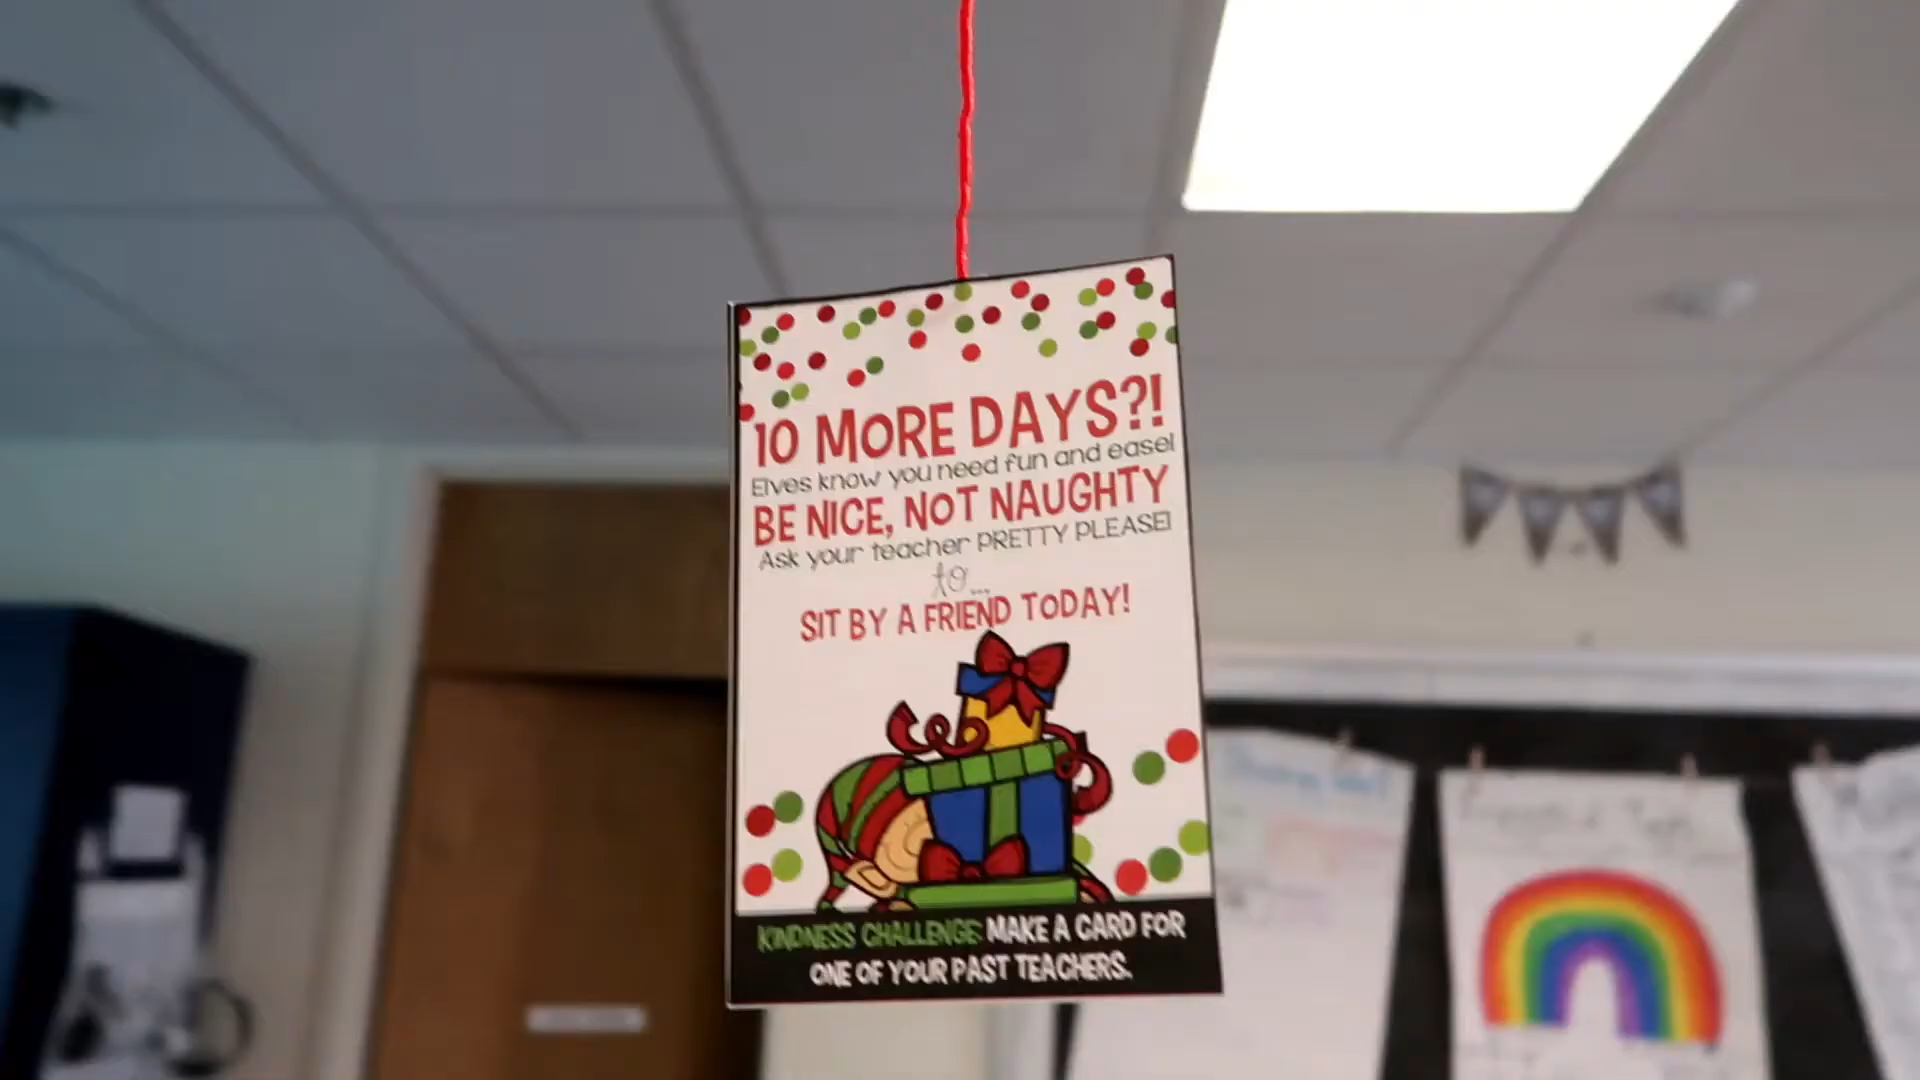 10 MORE DAYS?!
Elves know you need fun and ease!
BE NICE, NOT NAUGHTY
Ask your teacher PRETTY PLEASE!
to...
SIT BY A FRIEND TODAY!
KINDNESS CHALLENGE: MAKE A CARD FOR
ONE OF YOUR PAST TEACHERS.